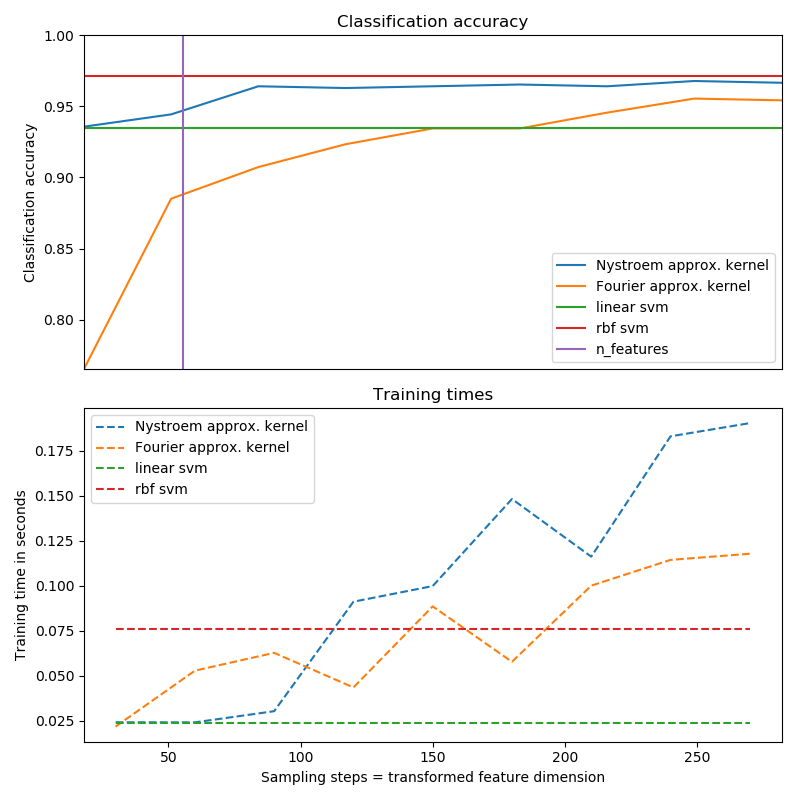 Classification accuracy
1.00
0.95
0.90
0.85
0.80
Classification accuracy
Nystroem approx. kernel
Fourier approx. kernel
linear svm
rbf svm
n_features
Training times
0.175
0.150
0.125
0.100
0.075
0.050
0.025
Training time in seconds
Nystroem approx. kernel
Fourier approx. kernel
linear svm
rbf svm
50 100 150 200 250
Sampling steps = transformed feature dimension